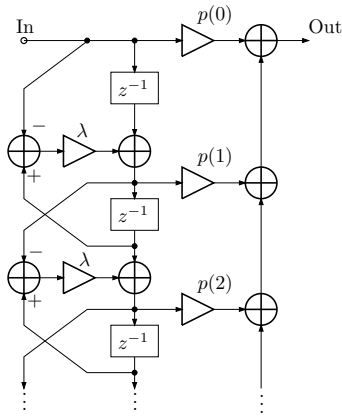 In
Out
p(0)
z⁻¹
−
λ
+
p(1)
z⁻¹
−
λ
+
p(2)
z⁻¹
⋮ ⋮ ⋮